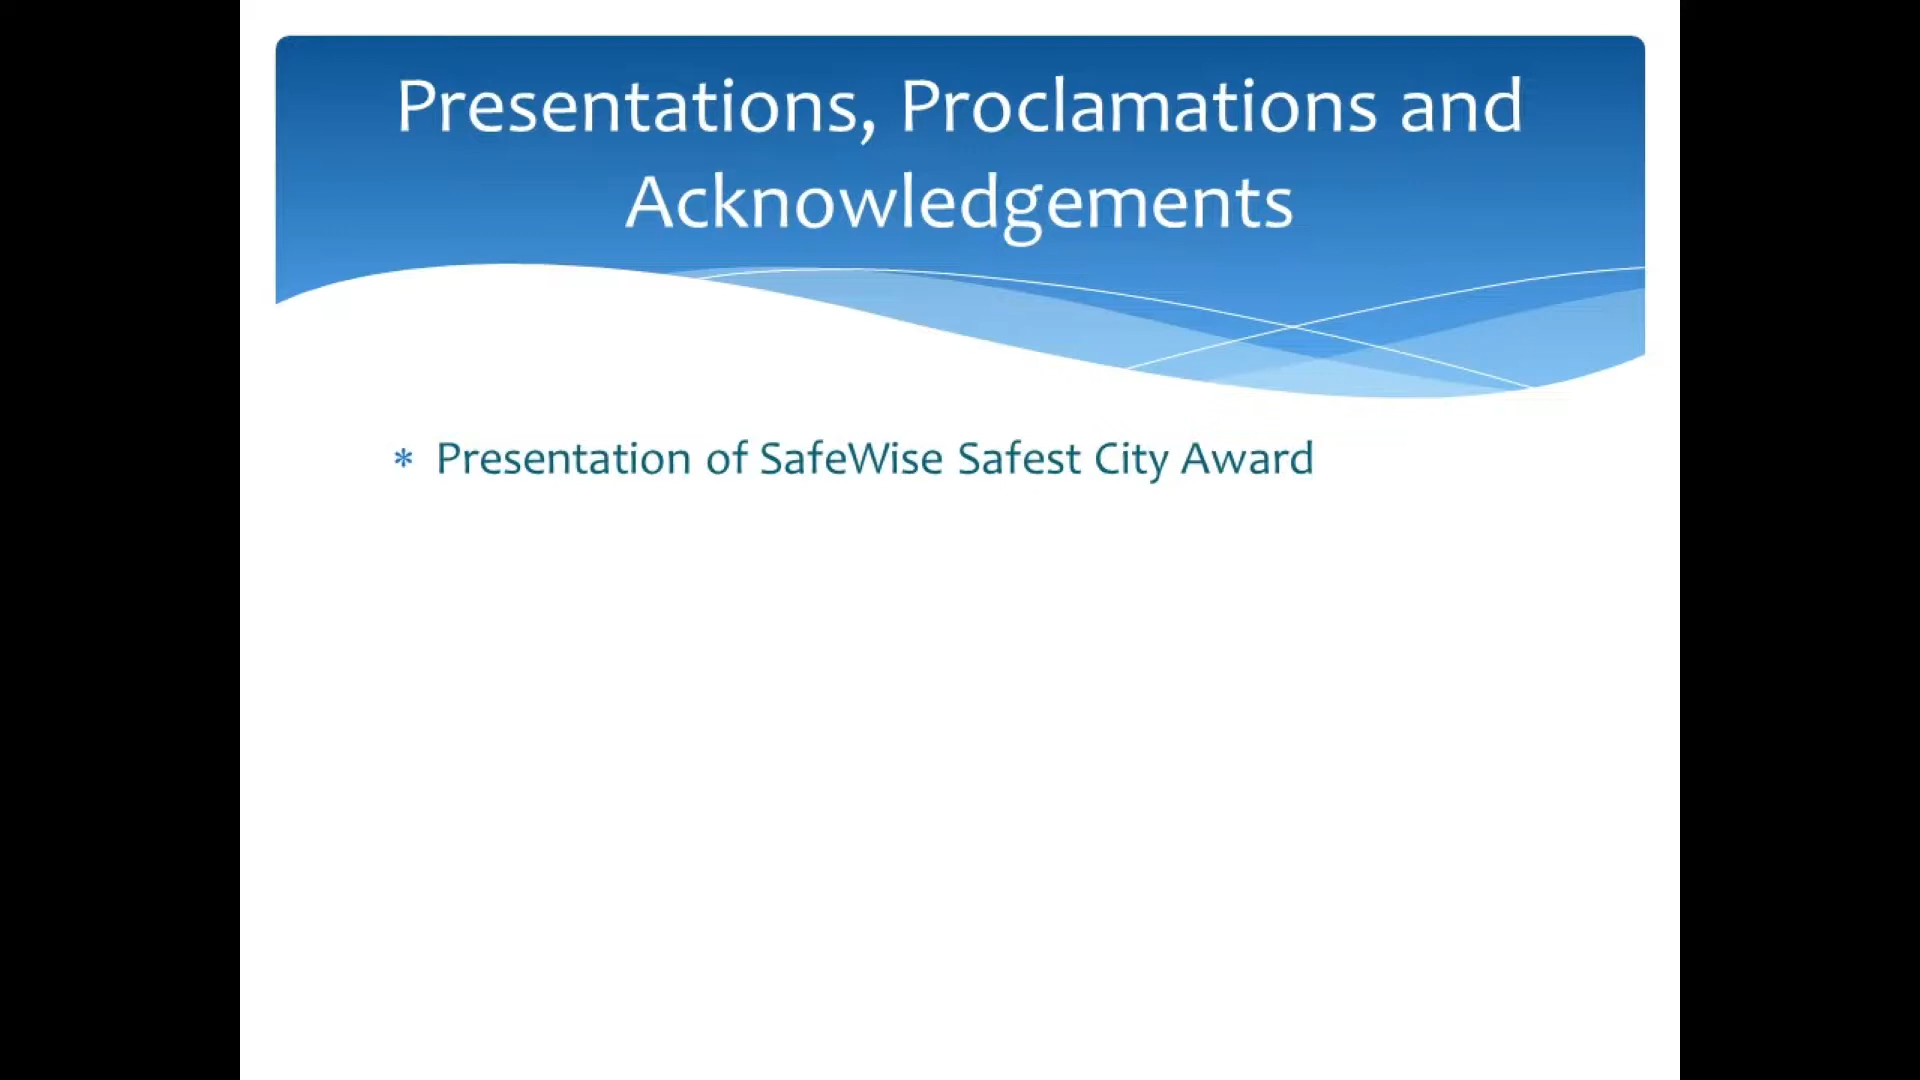 Presentations, Proclamations and
Acknowledgements
* Presentation of SafeWise Safest City Award